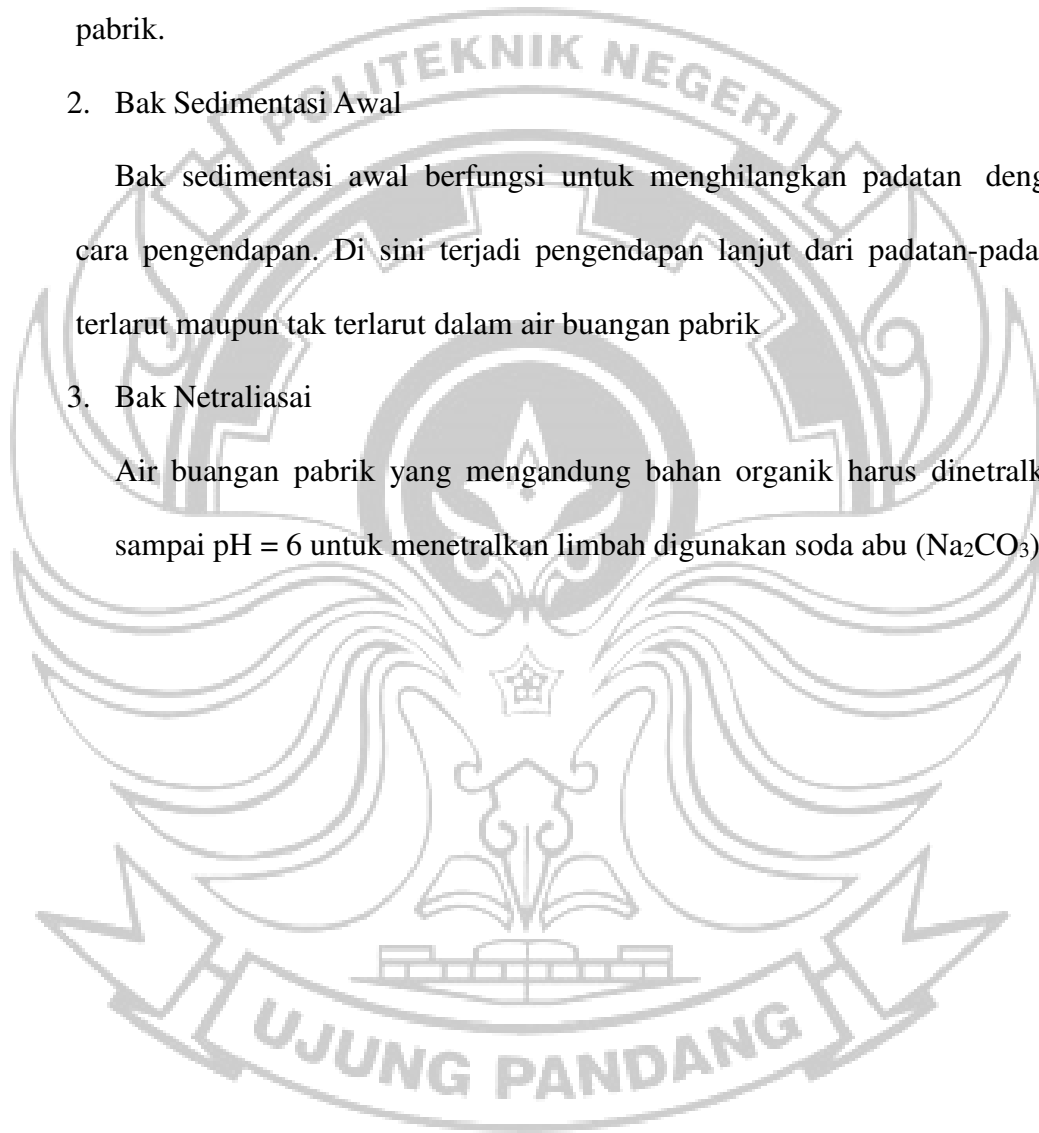 pabrik.
POLITEKNIK NEGERI
2. Bak Sedimentasi Awal
Bak sedimentasi awal berfungsi untuk menghilangkan padatan deng
cara pengendapan. Di sini terjadi pengendapan lanjut dari padatan-pada
terlarut maupun tak terlarut dalam air buangan pabrik
3. Bak Netraliasai
Air buangan pabrik yang mengandung bahan organik harus dinetralk
sampai pH = 6 untuk menetralkan limbah digunakan soda abu (Na₂CO₃)
UJUNG PANDANG